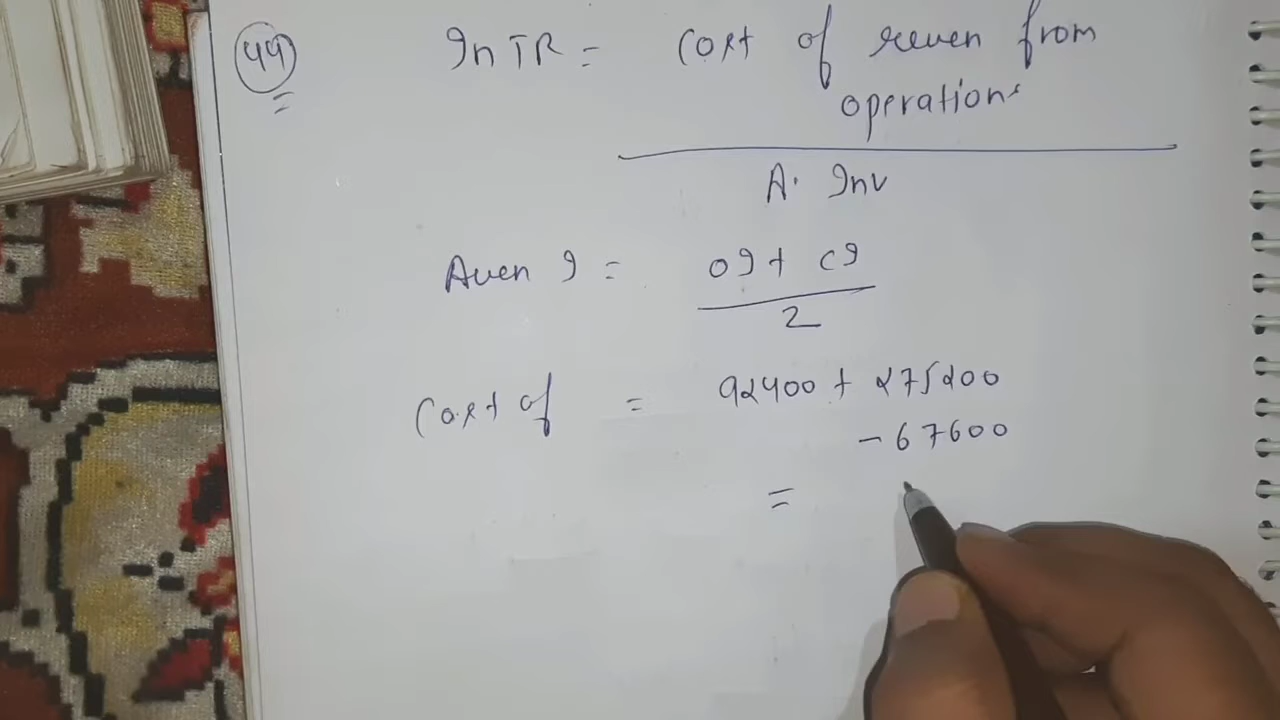 44
InTR = Cost of reven from
operations
A. Inv
Aven I = OI + CI
2
Cost of = 92400 + 275200
- 67600
=